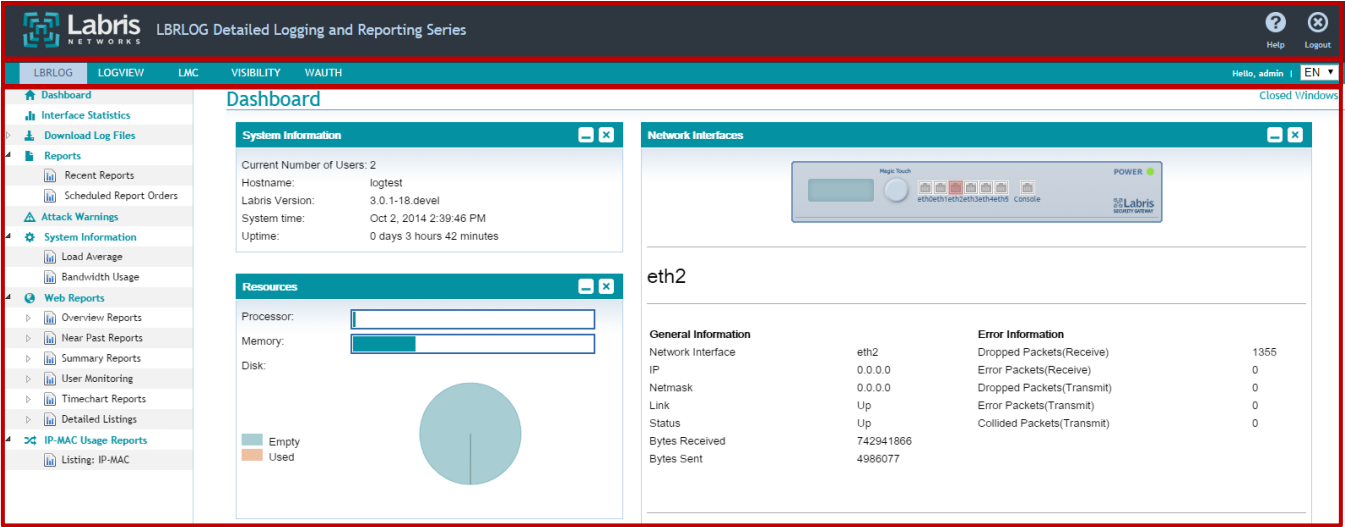 Labris NETWORKS LBRLOG Detailed Logging and Reporting Series
Help Logout
LBRLOG LOGVIEW LMC VISIBILITY WAUTH Hello, admin | EN
Dashboard
Interface Statistics
Download Log Files
Reports
Recent Reports
Scheduled Report Orders
Attack Warnings
System Information
Load Average
Bandwidth Usage
Web Reports
Overview Reports
Near Past Reports
Summary Reports
User Monitoring
Timechart Reports
Detailed Listings
IP-MAC Usage Reports
Listing: IP-MAC
Dashboard
Closed Windows
System Information
Current Number of Users: 2
Hostname: logtest
Labris Version: 3.0.1-18.devel
System time: Oct 2, 2014 2:39:46 PM
Uptime: 0 days 3 hours 42 minutes
Resources
Processor:
Memory:
Disk:
Empty
Used
Network Interfaces
Magic Touch POWER
eth0eth1eth2eth3eth4eth5 Console
Labris
SECURITY GATEWAY
eth2
General Information
Network Interface eth2
IP 0.0.0.0
Netmask 0.0.0.0
Link Up
Status Up
Bytes Received 742941866
Bytes Sent 4986077
Error Information
Dropped Packets(Receive) 1355
Error Packets(Receive) 0
Dropped Packets(Transmit) 0
Error Packets(Transmit) 0
Collided Packets(Transmit) 0